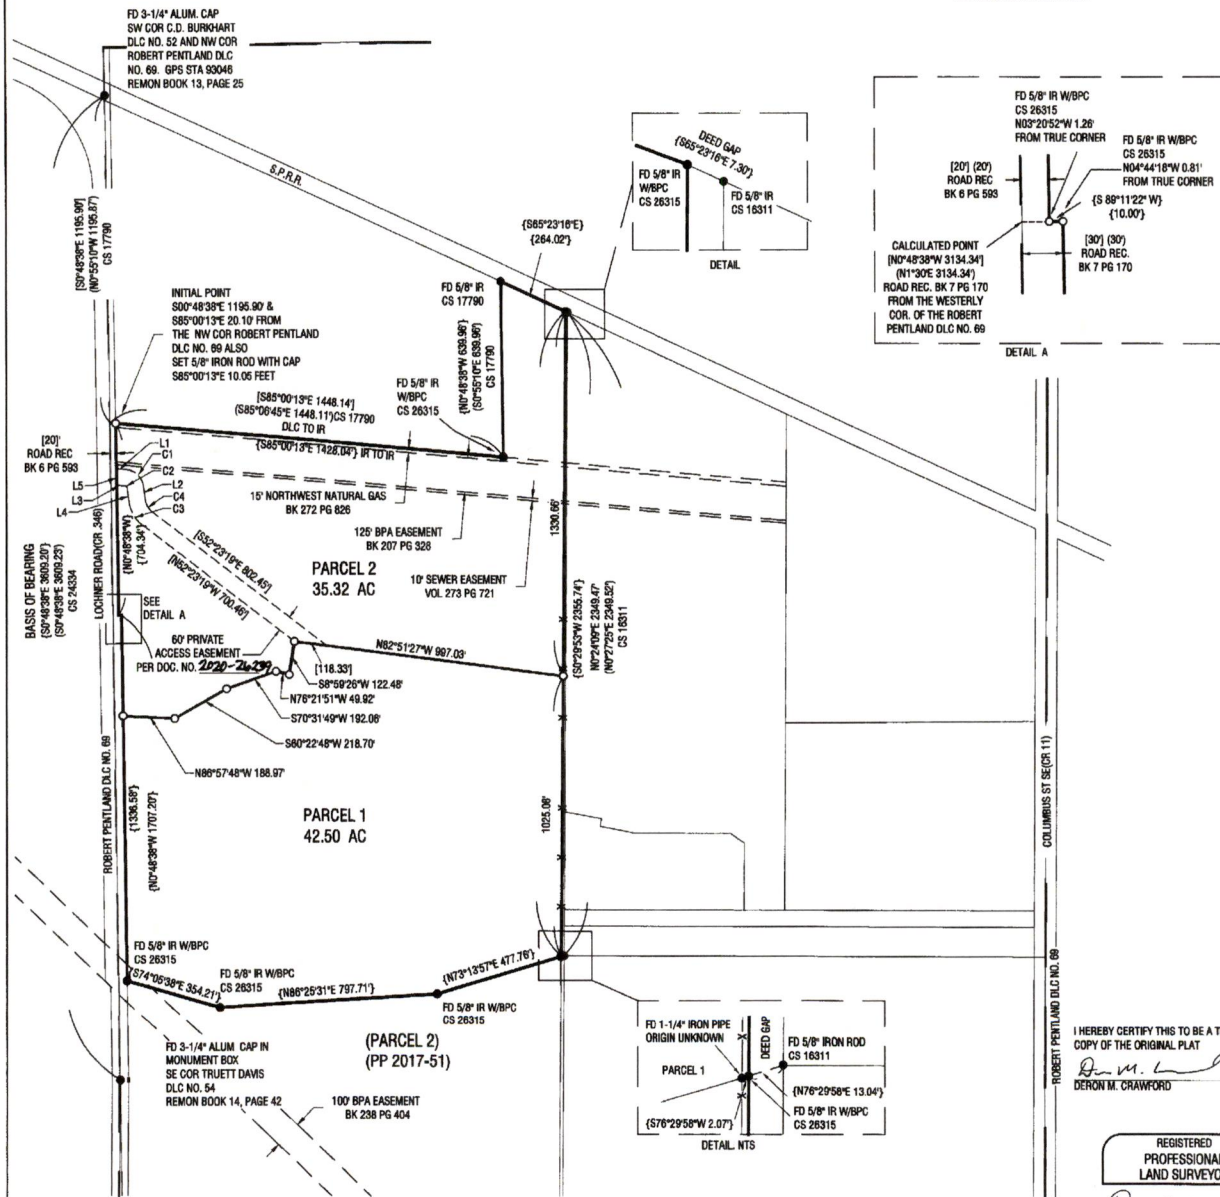 FD 3-1/4" ALUM. CAP
SW COR C.D. BURKHART
DLC NO. 52 AND NW COR
ROBERT PENTLAND DLC
NO. 69. GPS STA 93046
REMON BOOK 13, PAGE 25
S.P.R.R.
[S0°48'38"E 1195.90']
(N0°55'10"W 1195.87')
CS 17790
INITIAL POINT
S00°48'38"E 1195.90' &
S85°00'13"E 20.10' FROM
THE NW COR ROBERT PENTLAND
DLC NO. 69 ALSO
SET 5/8" IRON ROD WITH CAP
S85°00'13"E 10.05 FEET
{S65°23'16"E}
{264.02'}
FD 5/8" IR
CS 17790
DEED GAP
{S65°23'16"E 7.30'}
FD 5/8" IR
W/BPC
CS 26315
FD 5/8" IR
CS 16311
DETAIL
FD 5/8" IR W/BPC
CS 26315
N03°20'52"W 1.26'
FROM TRUE CORNER
FD 5/8" IR W/BPC
CS 26315
N04°44'18"W 0.81'
FROM TRUE CORNER
[20'] (20')
ROAD REC
BK 6 PG 593
{S 89°11'22" W}
{10.00'}
[30'] (30')
ROAD REC.
BK 7 PG 170
CALCULATED POINT
[N0°48'38"W 3134.34']
(N1°30'E 3134.34')
ROAD REC. BK 7 PG 170
FROM THE WESTERLY
COR. OF THE ROBERT
PENTLAND DLC NO. 69
DETAIL A
{N0°48'38"W 639.96'}
(S0°55'10"E 639.96')
CS 17790
FD 5/8" IR
W/BPC
CS 26315
[S85°00'13"E 1448.14']
(S85°06'45"E 1448.11')CS 17790
DLC TO IR
{S85°00'13"E 1428.04'} IR TO IR
[20]'
ROAD REC
BK 6 PG 593
L1
C1
C2
L5
L2
L3
C4
L4
C3
15' NORTHWEST NATURAL GAS
BK 272 PG 826
125' BPA EASEMENT
BK 207 PG 328
10' SEWER EASEMENT
VOL 273 PG 721
1330.66'
{N0°48'38"W}
{704.34'}
[S52°23'19"E 802.45']
[N52°23'19"W 700.46']
PARCEL 2
35.32 AC
BASIS OF BEARING
{S0°48'38"E 3609.20'}
(S0°48'38"E 3609.23')
CS 24334
LOCHNER ROAD(CR .346)
SEE
DETAIL A
60' PRIVATE
ACCESS EASEMENT
PER DOC. NO. 2020-26299
N82°51'27"W 997.03'
[118.33']
S8°59'26"W 122.48'
N76°21'51"W 49.92'
S70°31'49"W 192.06'
S60°22'48"W 218.70'
N86°57'48"W 188.97'
{S0°29'53"W 2355.74'}
N0°24'09"E 2349.47'
(N0°27'25"E 2349.52')
CS 16311
ROBERT PENTLAND DLC NO. 69
{1336.58'}
{N0°48'38"W 1707.20'}
PARCEL 1
42.50 AC
1025.08'
COLUMBUS ST SE(CR 11)
FD 5/8" IR W/BPC
CS 26315
{S74°05'38"E 354.21'}
FD 5/8" IR W/BPC
CS 26315
{N86°25'31"E 797.71'}
{N73°13'57"E 477.76'}
FD 5/8" IR W/BPC
CS 26315
(PARCEL 2)
(PP 2017-51)
FD 3-1/4" ALUM CAP IN
MONUMENT BOX
SE COR TRUETT DAVIS
DLC NO. 54
REMON BOOK 14, PAGE 42
100' BPA EASEMENT
BK 238 PG 404
FD 1-1/4" IRON PIPE
ORIGIN UNKNOWN
DEED GAP
FD 5/8" IRON ROD
CS 16311
PARCEL 1
{N76°29'58"E 13.04'}
{S76°29'58"W 2.07'}
FD 5/8" IR W/BPC
CS 26315
DETAIL NTS
ROBERT PENTLAND DLC NO. 69
I HEREBY CERTIFY THIS TO BE A T
COPY OF THE ORIGINAL PLAT
DERON M. CRAWFORD
REGISTERED
PROFESSIONA
LAND SURVEYO